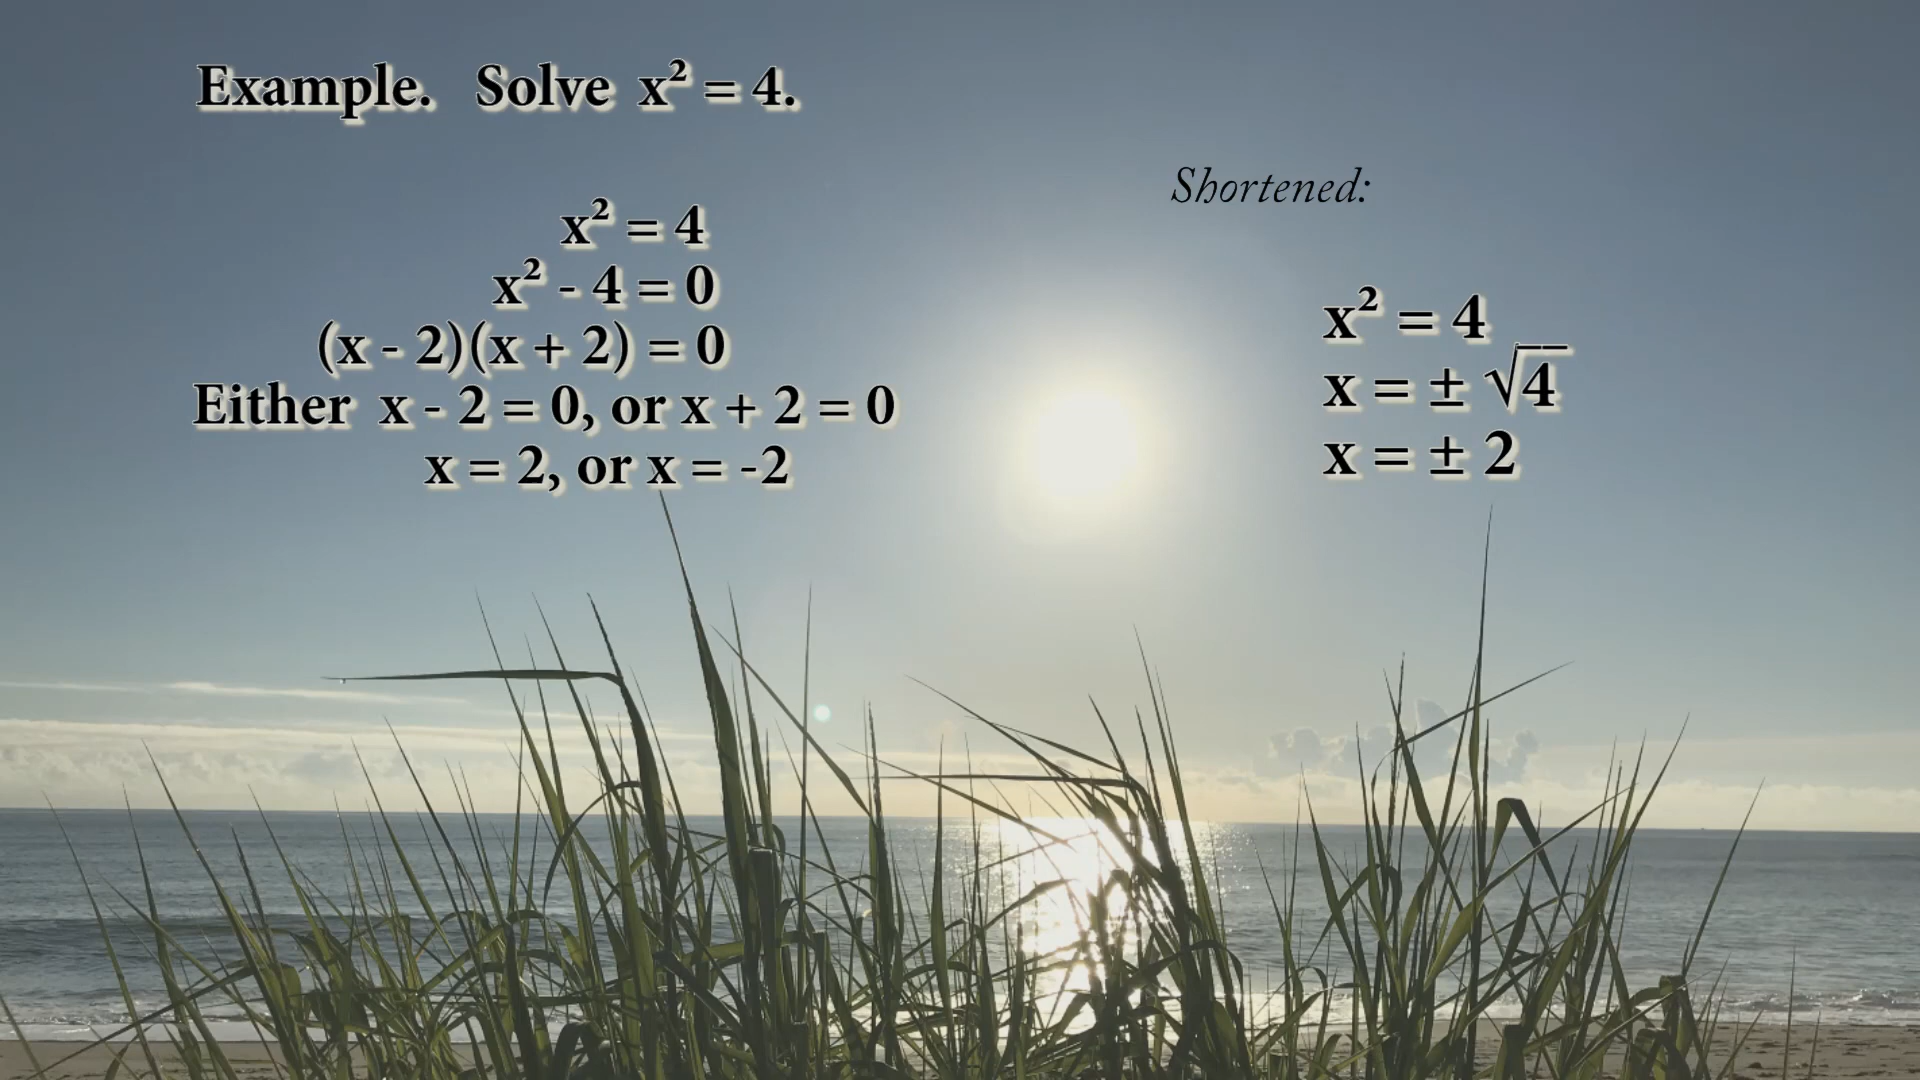 Example. Solve x² = 4.
x² = 4
x² - 4 = 0
(x - 2)(x + 2) = 0
Either x - 2 = 0, or x + 2 = 0
x = 2, or x = -2
Shortened:
x² = 4
x = ± √4
x = ± 2